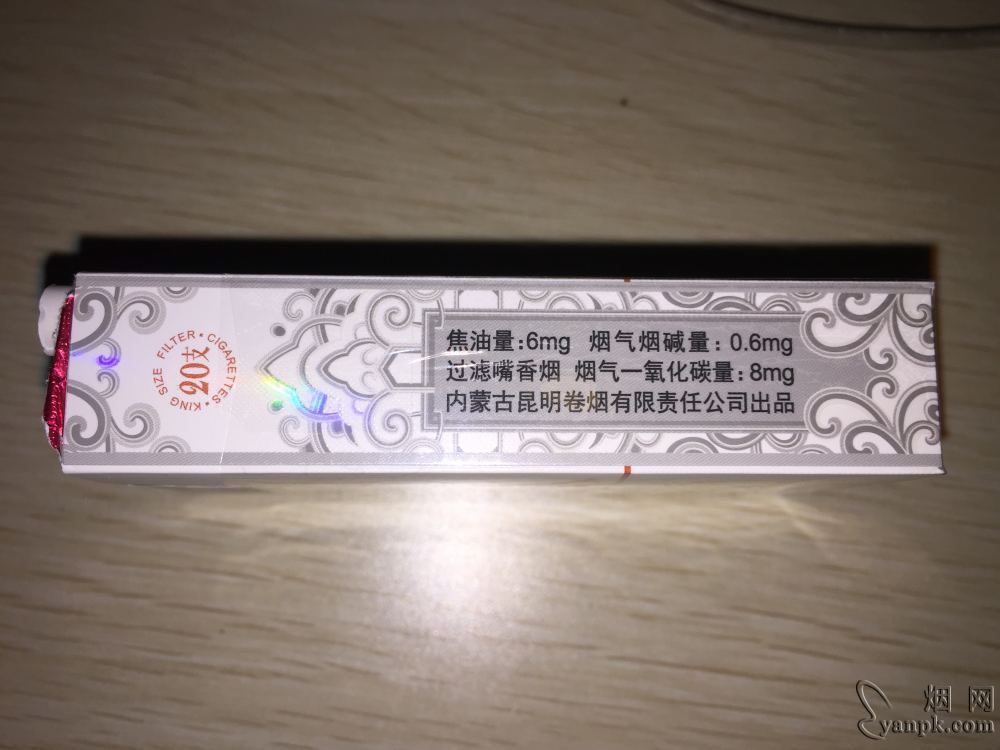 FILTER • CIGARETTES • KING SIZE
20支
焦油量:6mg 烟气烟碱量:0.6mg
过滤嘴香烟 烟气一氧化碳量:8mg
内蒙古昆明卷烟有限责任公司出品
烟网
yanpk.com